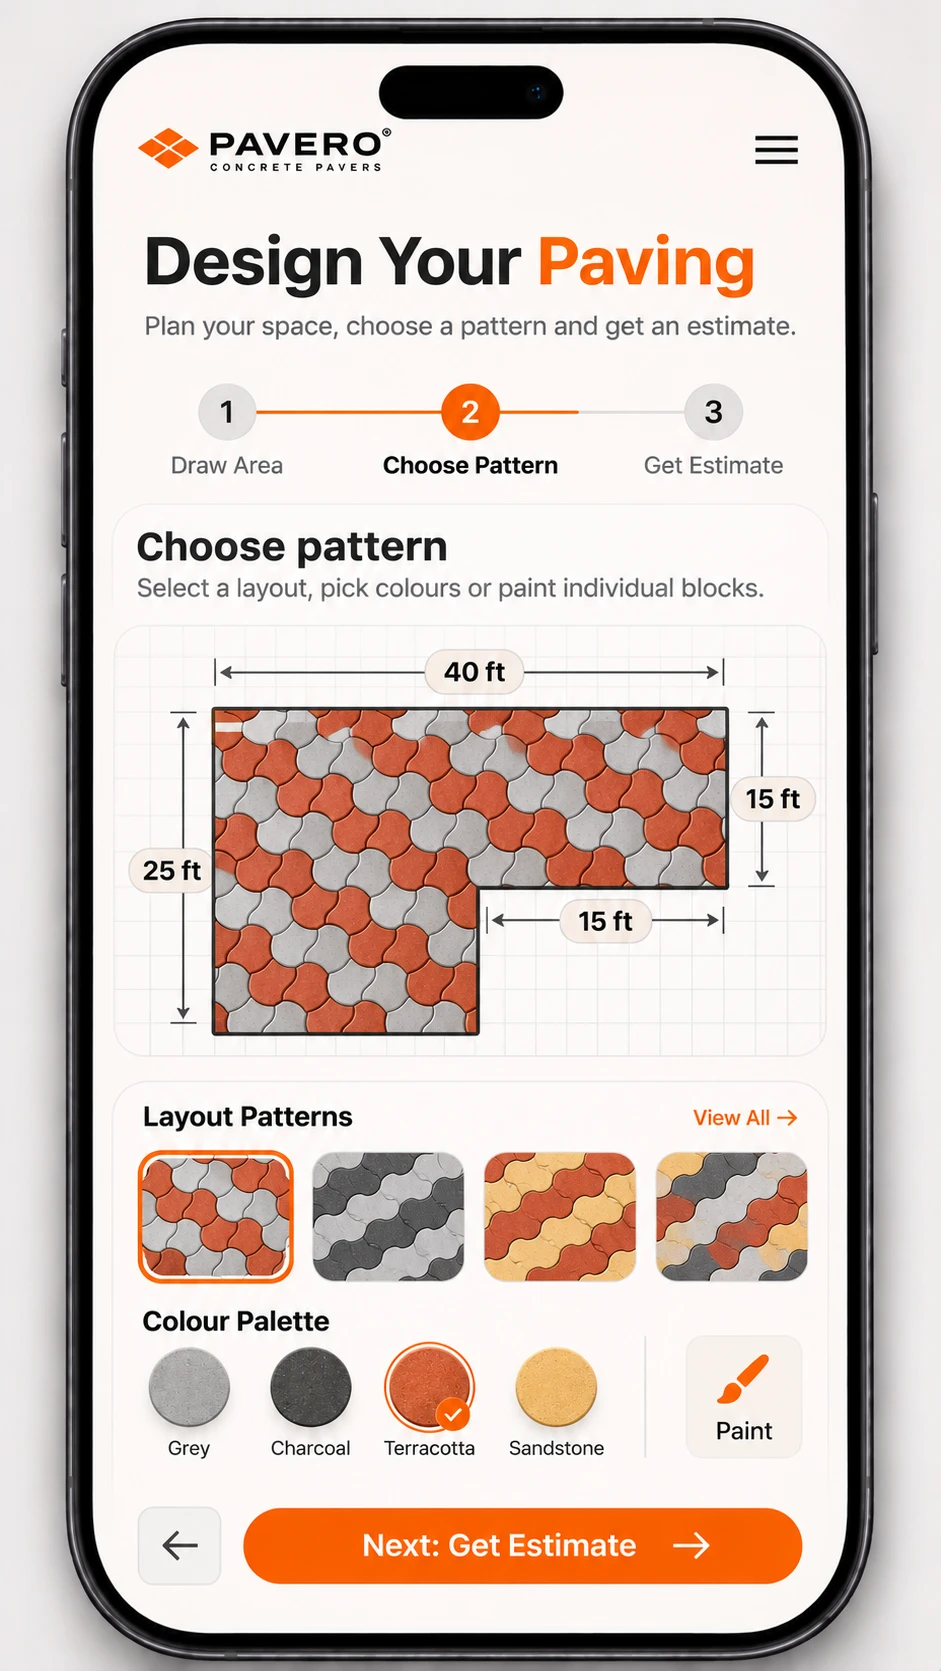 PAVERO®
CONCRETE PAVERS
Design Your Paving
Plan your space, choose a pattern and get an estimate.
1 2 3
Draw Area Choose Pattern Get Estimate
Choose pattern
Select a layout, pick colours or paint individual blocks.
40 ft
15 ft
25 ft
15 ft
Layout Patterns View All →
Colour Palette
Grey Charcoal Terracotta Sandstone Paint
← Next: Get Estimate →